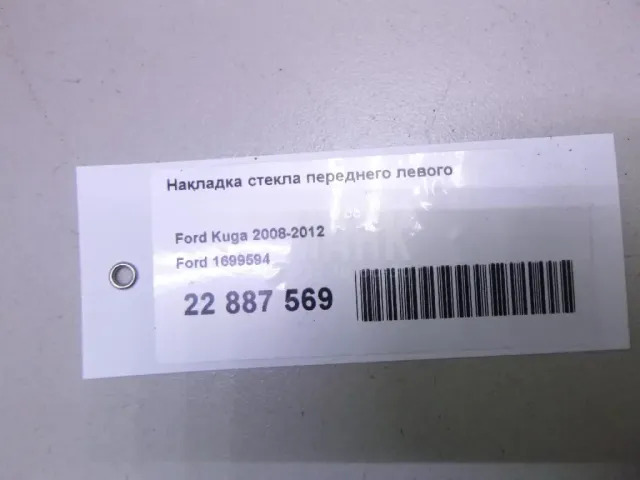 Накладка стекла переднего левого
Ford Kuga 2008-2012
Ford 1699594
22 887 569